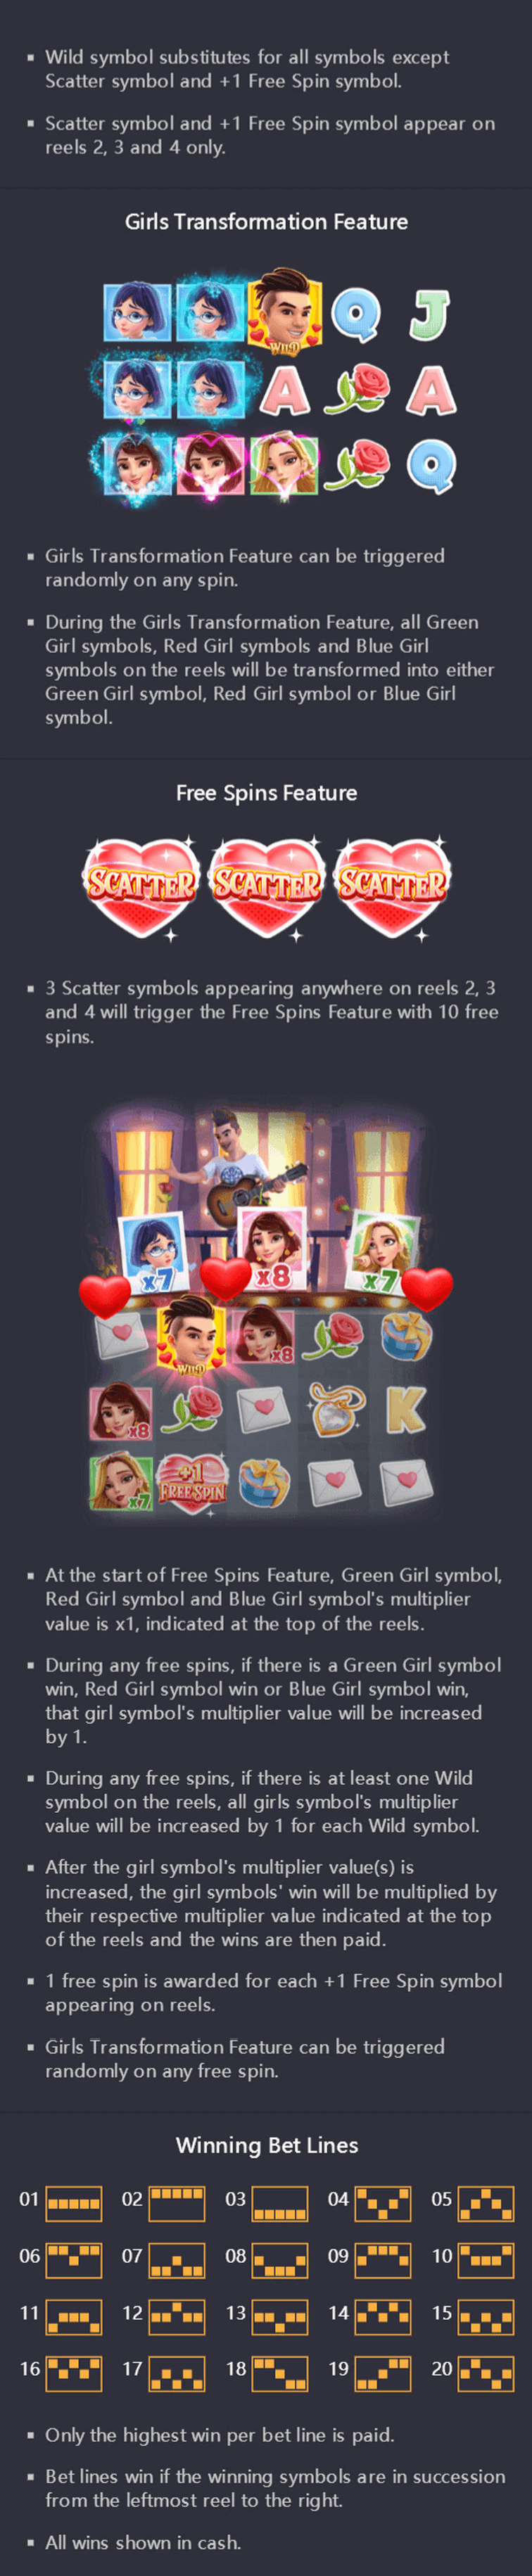 Wild symbol substitutes for all symbols except
Scatter symbol and +1 Free Spin symbol.
Scatter symbol and +1 Free Spin symbol appear on
reels 2, 3 and 4 only.
Girls Transformation Feature
Q J
WILD
A A
Q
Girls Transformation Feature can be triggered
randomly on any spin.
During the Girls Transformation Feature, all Green
Girl symbols, Red Girl symbols and Blue Girl
symbols on the reels will be transformed into either
Green Girl symbol, Red Girl symbol or Blue Girl
symbol.
Free Spins Feature
SCATTER SCATTER SCATTER
3 Scatter symbols appearing anywhere on reels 2, 3
and 4 will trigger the Free Spins Feature with 10 free
spins.
x7 x8 x7
WILD x8
x8 K
x7 +1
FREE SPIN
At the start of Free Spins Feature, Green Girl symbol,
Red Girl symbol and Blue Girl symbol's multiplier
value is x1, indicated at the top of the reels.
During any free spins, if there is a Green Girl symbol
win, Red Girl symbol win or Blue Girl symbol win,
that girl symbol's multiplier value will be increased
by 1.
During any free spins, if there is at least one Wild
symbol on the reels, all girls symbol's multiplier
value will be increased by 1 for each Wild symbol.
After the girl symbol's multiplier value(s) is
increased, the girl symbols' win will be multiplied by
their respective multiplier value indicated at the top
of the reels and the wins are then paid.
1 free spin is awarded for each +1 Free Spin symbol
appearing on reels.
Girls Transformation Feature can be triggered
randomly on any free spin.
Winning Bet Lines
01 02 03 04 05
06 07 08 09 10
11 12 13 14 15
16 17 18 19 20
Only the highest win per bet line is paid.
Bet lines win if the winning symbols are in succession
from the leftmost reel to the right.
All wins shown in cash.